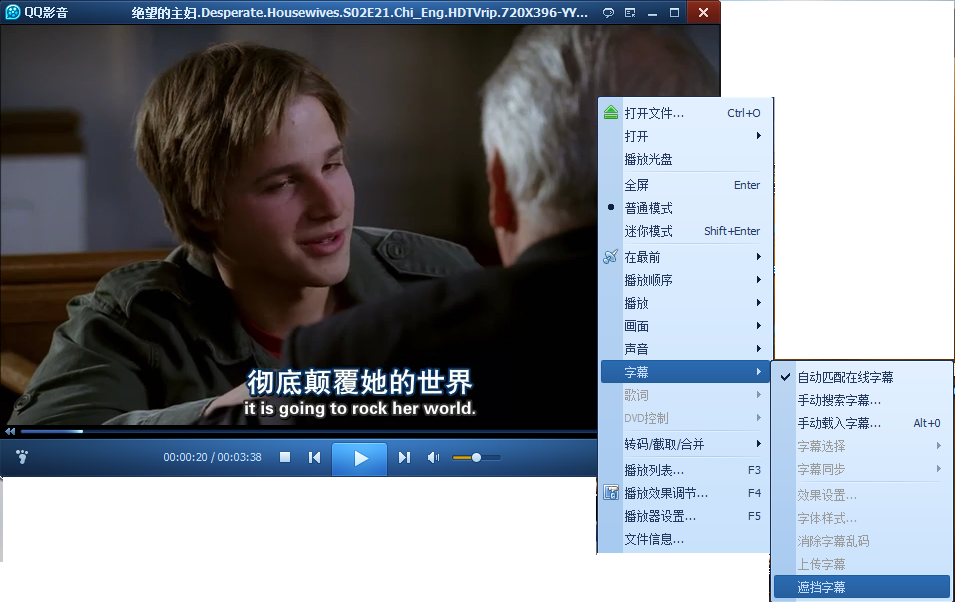 QQ影音 绝望的主妇.Desperate.Housewives.S02E21.Chi_Eng.HDTVrip.720X396-YY...
打开文件... Ctrl+O
打开
播放光盘
全屏 Enter
普通模式
迷你模式 Shift+Enter
在最前
播放顺序
播放
画面
声音
字幕
歌词
DVD控制
转码/截取/合并
播放列表... F3
播放效果调节... F4
播放器设置... F5
文件信息...
自动匹配在线字幕
手动搜索字幕...
手动载入字幕... Alt+0
字幕选择
字幕同步
效果设置...
字体样式...
消除字幕乱码
上传字幕
遮挡字幕
彻底颠覆她的世界
it is going to rock her world.
00:00:20 / 00:03:38